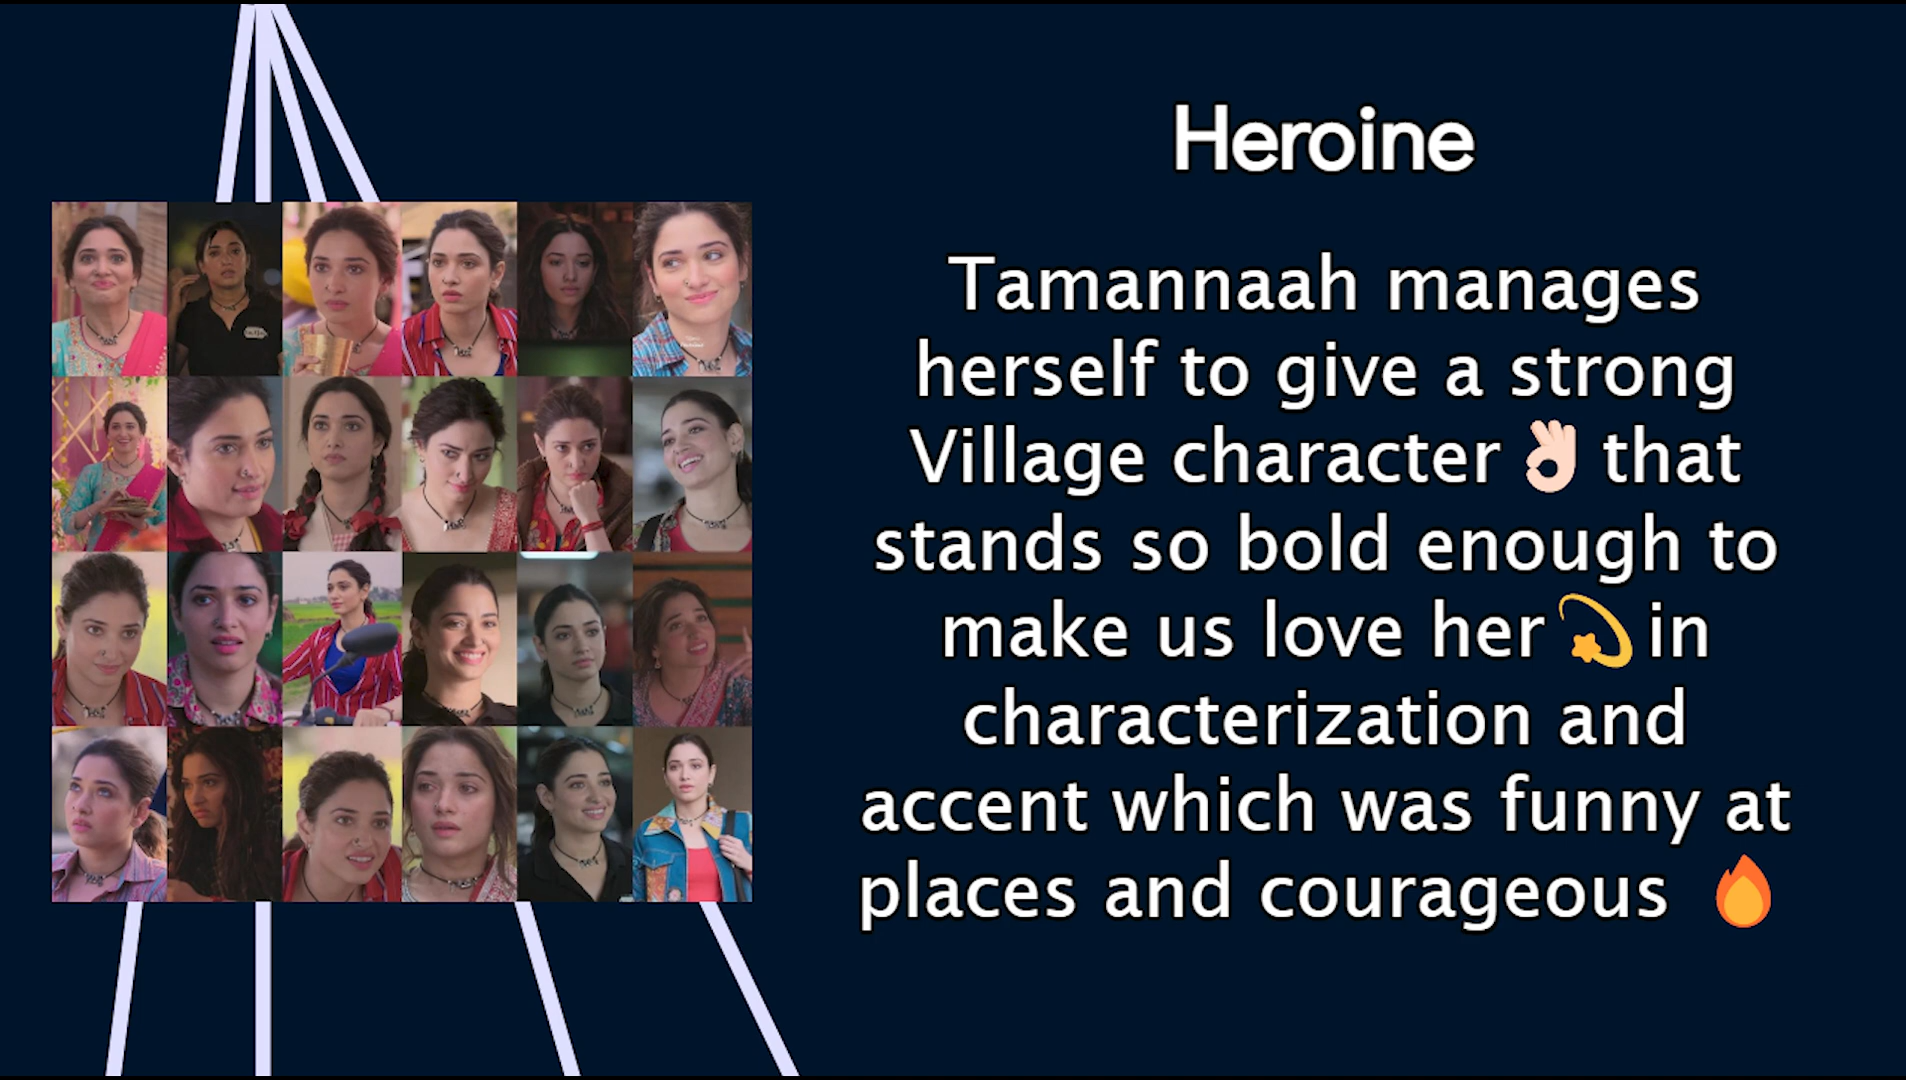 Heroine
Tamannaah manages
herself to give a strong
Village character👌🏻that
stands so bold enough to
make us love her💫in
characterization and
accent which was funny at
places and courageous 🔥